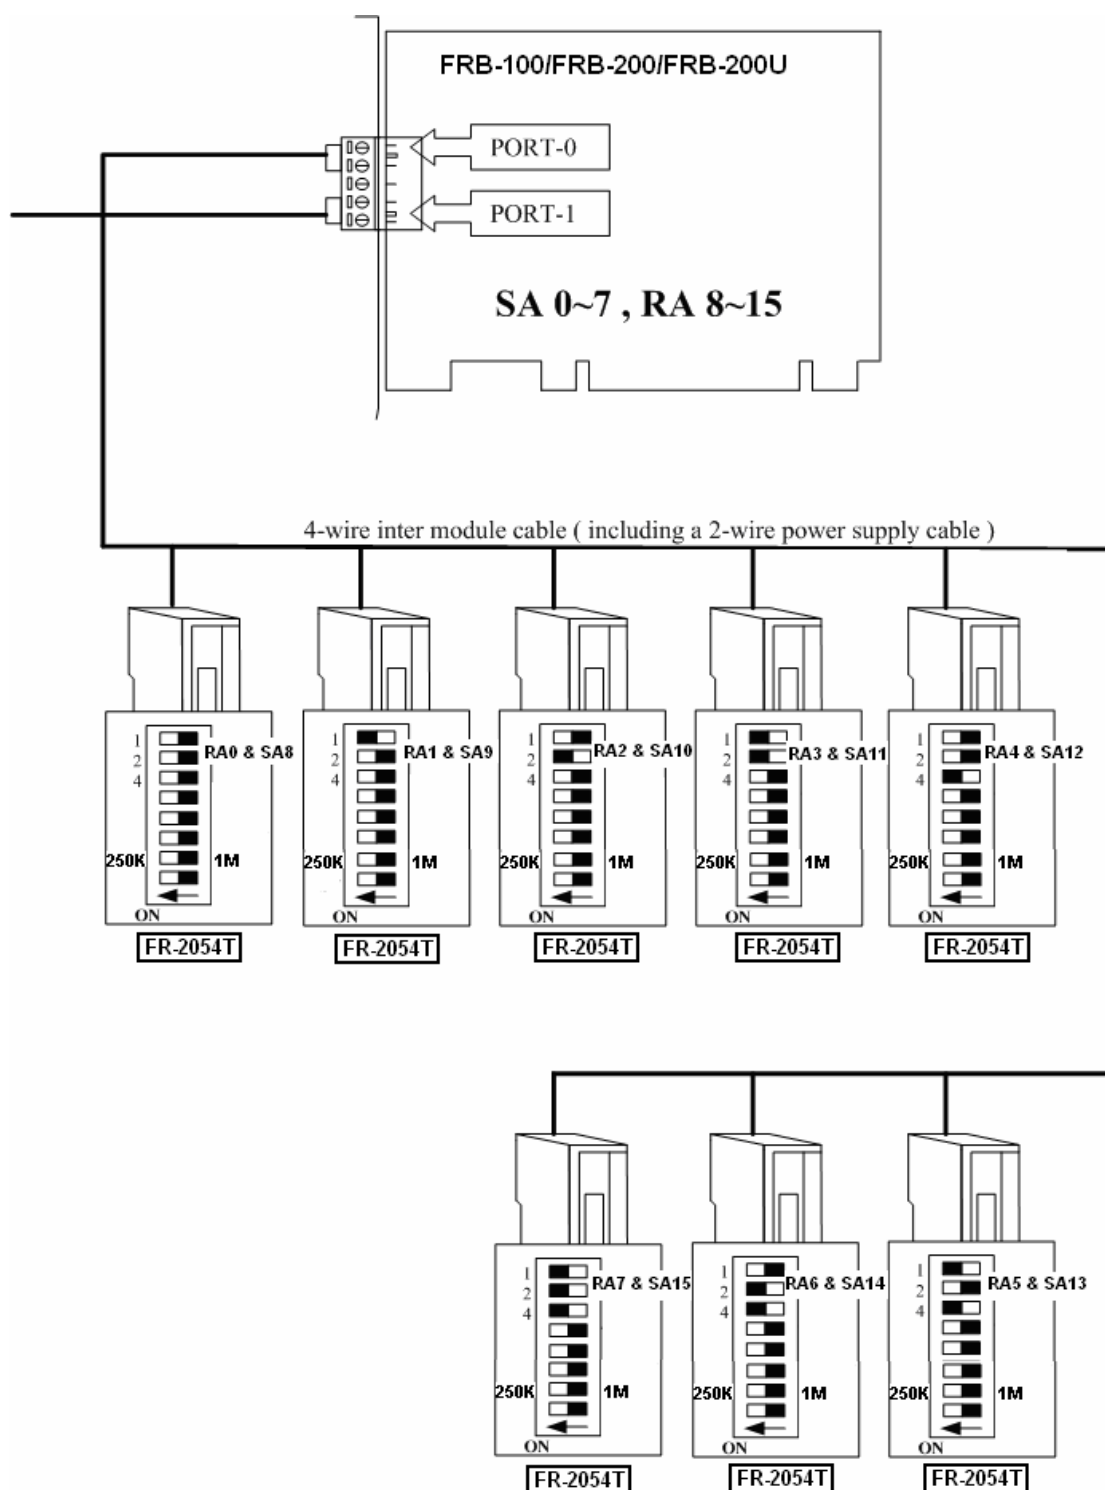 FRB-100/FRB-200/FRB-200U
PORT-0
PORT-1
SA 0~7 , RA 8~15
4-wire inter module cable ( including a 2-wire power supply cable )
1
2
4
RA0 & SA8
250K
1M
ON
FR-2054T
1
2
4
RA1 & SA9
250K
1M
ON
FR-2054T
1
2
4
RA2 & SA10
250K
1M
ON
FR-2054T
1
2
4
RA3 & SA11
250K
1M
ON
FR-2054T
1
2
4
RA4 & SA12
250K
1M
ON
FR-2054T
1
2
4
RA7 & SA15
250K
1M
ON
FR-2054T
1
2
4
RA6 & SA14
250K
1M
ON
FR-2054T
1
2
4
RA5 & SA13
250K
1M
ON
FR-2054T